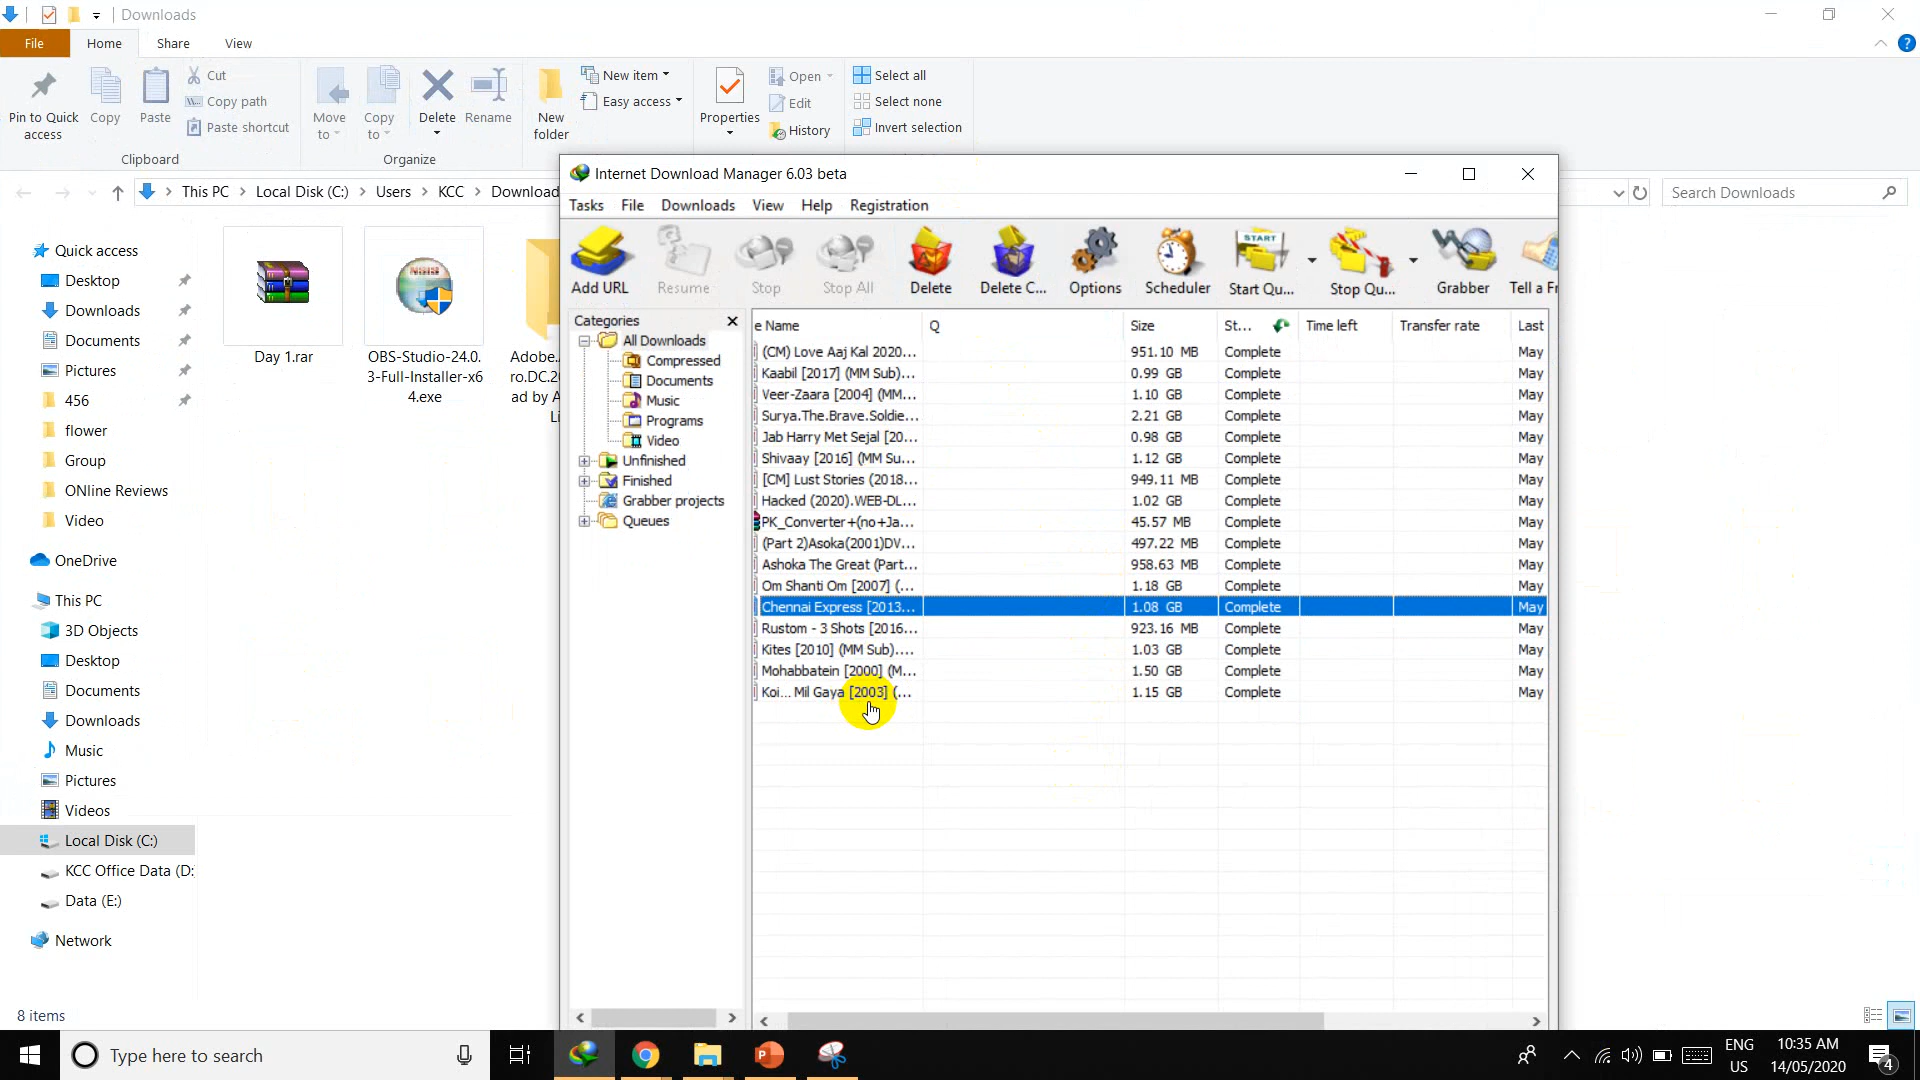 Downloads
File Home Share View
Pin to Quick access
Copy
Paste
Cut
Copy path
Paste shortcut
Clipboard
Move to
Copy to
Delete
Rename
Organize
New folder
New item
Easy access
Properties
Open
Edit
History
Select all
Select none
Invert selection
This PC > Local Disk (C:) > Users > KCC > Download
Search Downloads
Quick access
Desktop
Downloads
Documents
Pictures
456
flower
Group
ONline Reviews
Video
OneDrive
This PC
3D Objects
Desktop
Documents
Downloads
Music
Pictures
Videos
Local Disk (C:)
KCC Office Data (D:
Data (E:)
Network
8 items
Day 1.rar
NSIS
OBS-Studio-24.0.
3-Full-Installer-x6
4.exe
Adobe.
ro.DC.2
ad by A
Li
Internet Download Manager 6.03 beta
Tasks File Downloads View Help Registration
START
Add URL Resume Stop Stop All Delete Delete C... Options Scheduler Start Qu... Stop Qu... Grabber Tell a Fr
Categories
All Downloads
Compressed
Documents
Music
Programs
Video
Unfinished
Finished
Grabber projects
Queues
e Name Q Size St... Time left Transfer rate Last
(CM) Love Aaj Kal 2020... 951.10 MB Complete May
Kaabil [2017] (MM Sub)... 0.99 GB Complete May
Veer-Zaara [2004] (MM... 1.10 GB Complete May
Surya.The.Brave.Soldie... 2.21 GB Complete May
Jab Harry Met Sejal [20... 0.98 GB Complete May
Shivaay [2016] (MM Su... 1.12 GB Complete May
[CM] Lust Stories (2018... 949.11 MB Complete May
Hacked (2020).WEB-DL... 1.02 GB Complete May
PK_Converter+(no+Ja... 45.57 MB Complete May
(Part 2)Asoka(2001)DV... 497.22 MB Complete May
Ashoka The Great (Part... 958.63 MB Complete May
Om Shanti Om [2007] (... 1.18 GB Complete May
Chennai Express [2013... 1.08 GB Complete May
Rustom - 3 Shots [2016... 923.16 MB Complete May
Kites [2010] (MM Sub).... 1.03 GB Complete May
Mohabbatein [2000] (M... 1.50 GB Complete May
Koi... Mil Gaya [2003] (... 1.15 GB Complete May
Type here to search
ENG
US
10:35 AM
14/05/2020
4